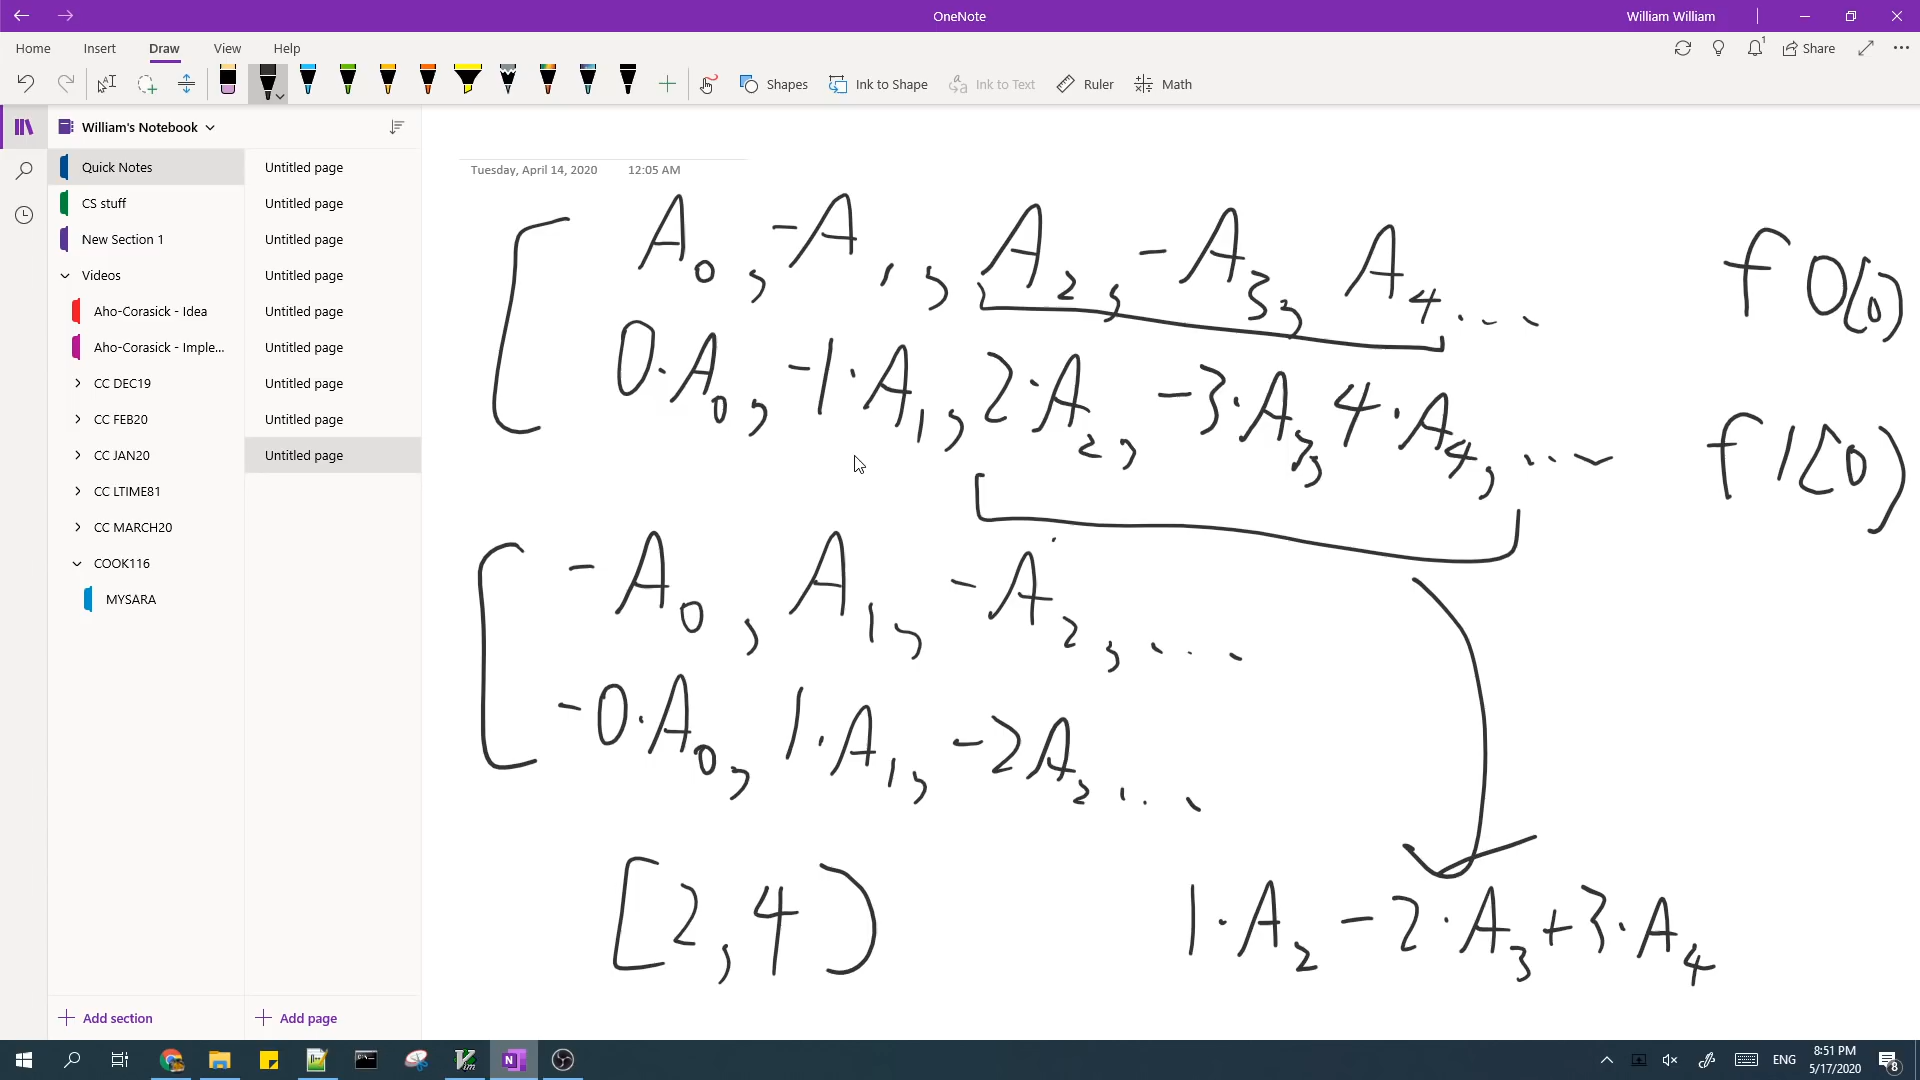 OneNote
William William
Home Insert Draw View Help
1 Share
Shapes Ink to Shape Ink to Text Ruler Math
William's Notebook
Quick Notes
CS stuff
New Section 1
Videos
Aho-Corasick - Idea
Aho-Corasick - Imple...
CC DEC19
CC FEB20
CC JAN20
CC LTIME81
CC MARCH20
COOK116
MYSARA
Add section
Untitled page
Untitled page
Untitled page
Untitled page
Untitled page
Untitled page
Untitled page
Untitled page
Untitled page
Add page
Tuesday, April 14, 2020 12:05 AM
[ A₀, -A₁, A₂, -A₃, A₄... f0[0]
0·A₀, -1·A₁, 2·A₂, -3·A₃, 4·A₄, ... f1[0]
[ -A₀, A₁, -A₂, ...
-0·A₀, 1·A₁, -2A₂...
[2, 4) 1·A₂ - 2·A₃ + 3·A₄
ENG
8:51 PM
5/17/2020
8